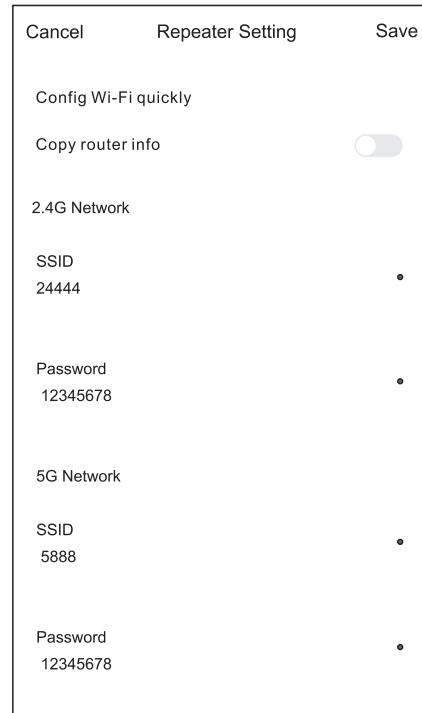 Cancel Repeater Setting Save
Config Wi-Fi quickly
Copy router info
2.4G Network
SSID
24444
Password
12345678
5G Network
SSID
5888
Password
12345678